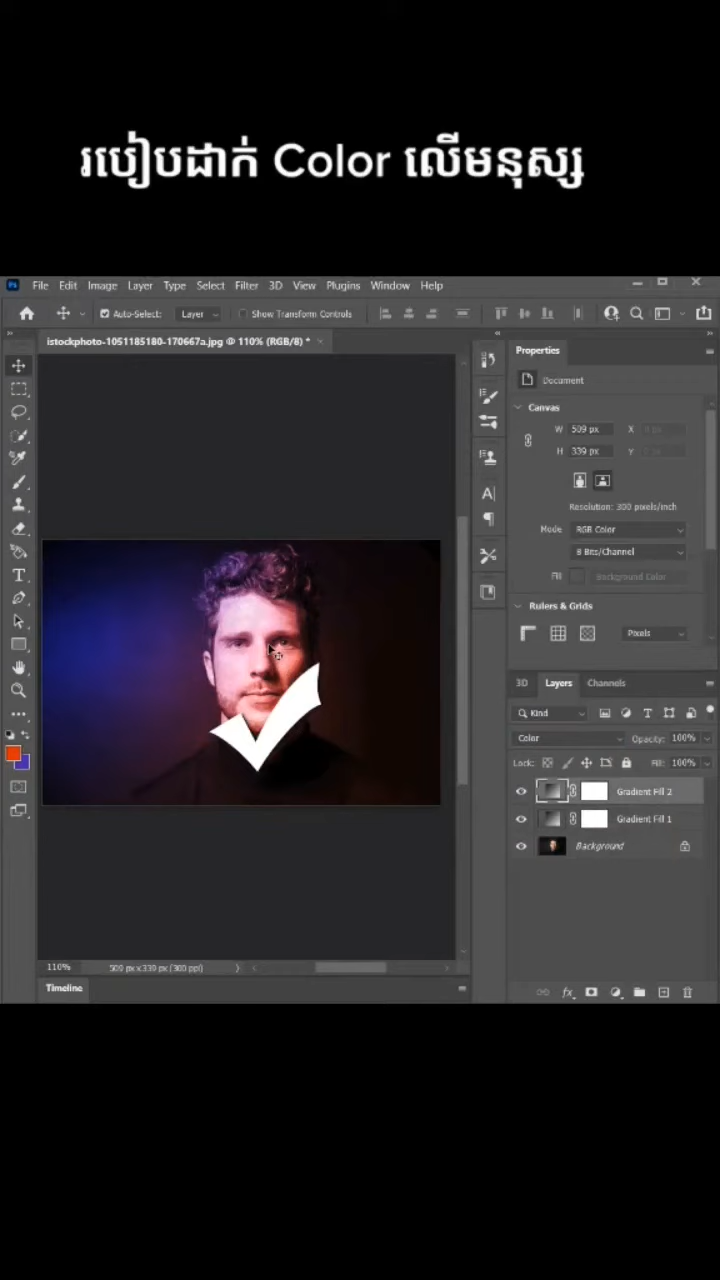 របៀបដាក់ Color លើមនុស្ស
Ps File Edit Image Layer Type Select Filter 3D View Plugins Window Help
Auto-Select: Layer Show Transform Controls
istockphoto-1051185180-170667a.jpg @ 110% (RGB/8) *
Properties
Document
Canvas
W 509 px X
H 339 px Y
Resolution: 300 pixels/inch
Mode RGB Color
8 Bits/Channel
Fill Background Color
Rulers & Grids
Pixels
3D Layers Channels
Kind
Color Opacity: 100%
Lock: Fill: 100%
Gradient Fill 2
Gradient Fill 1
Background
110% 509 px x 339 px (300 ppi)
Timeline